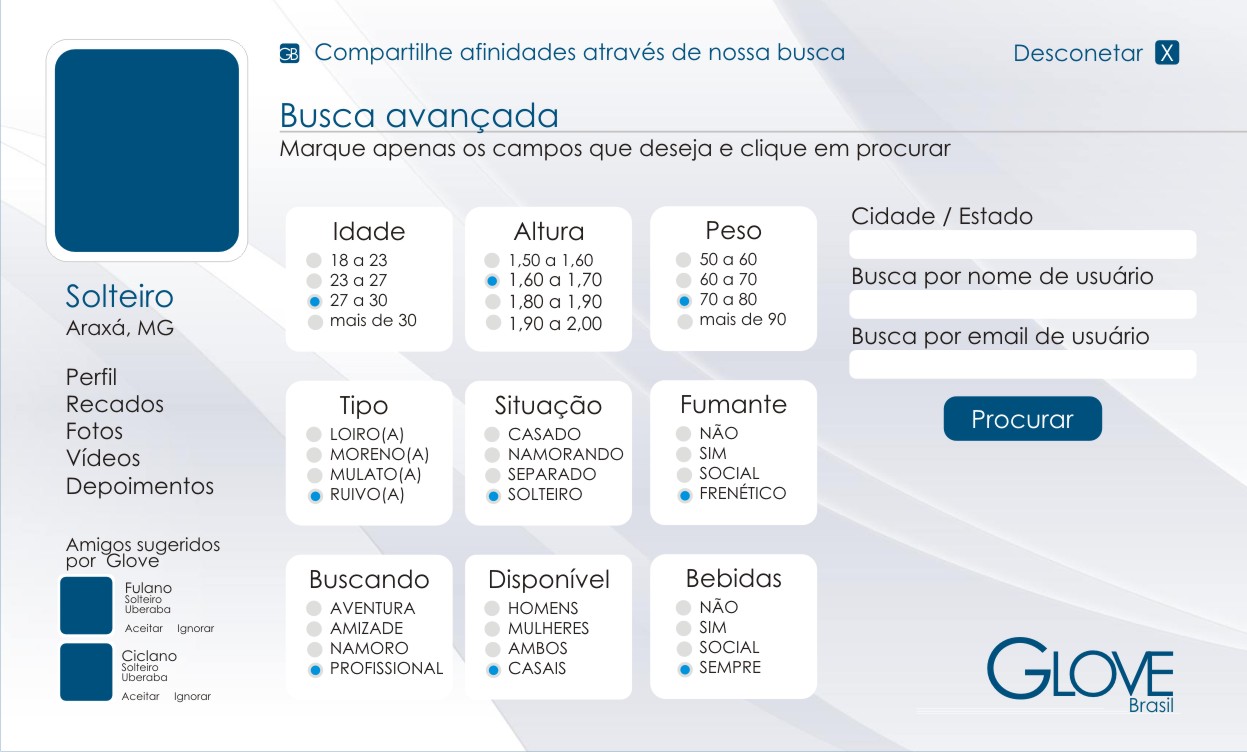 GB Compartilhe afinidades através de nossa busca
Desconetar X
Busca avançada
Marque apenas os campos que deseja e clique em procurar
Solteiro
Araxá, MG
Perfil
Recados
Fotos
Vídeos
Depoimentos
Amigos sugeridos
por Glove
Fulano
Solteiro
Uberaba
Aceitar Ignorar
Ciclano
Solteiro
Uberaba
Aceitar Ignorar
Idade
18 a 23
23 a 27
27 a 30
mais de 30
Altura
1,50 a 1,60
1,60 a 1,70
1,80 a 1,90
1,90 a 2,00
Peso
50 a 60
60 a 70
70 a 80
mais de 90
Tipo
LOIRO(A)
MORENO(A)
MULATO(A)
RUIVO(A)
Situação
CASADO
NAMORANDO
SEPARADO
SOLTEIRO
Fumante
NÃO
SIM
SOCIAL
FRENÉTICO
Buscando
AVENTURA
AMIZADE
NAMORO
PROFISSIONAL
Disponível
HOMENS
MULHERES
AMBOS
CASAIS
Bebidas
NÃO
SIM
SOCIAL
SEMPRE
Cidade / Estado
Busca por nome de usuário
Busca por email de usuário
Procurar
GLOVE
Brasil